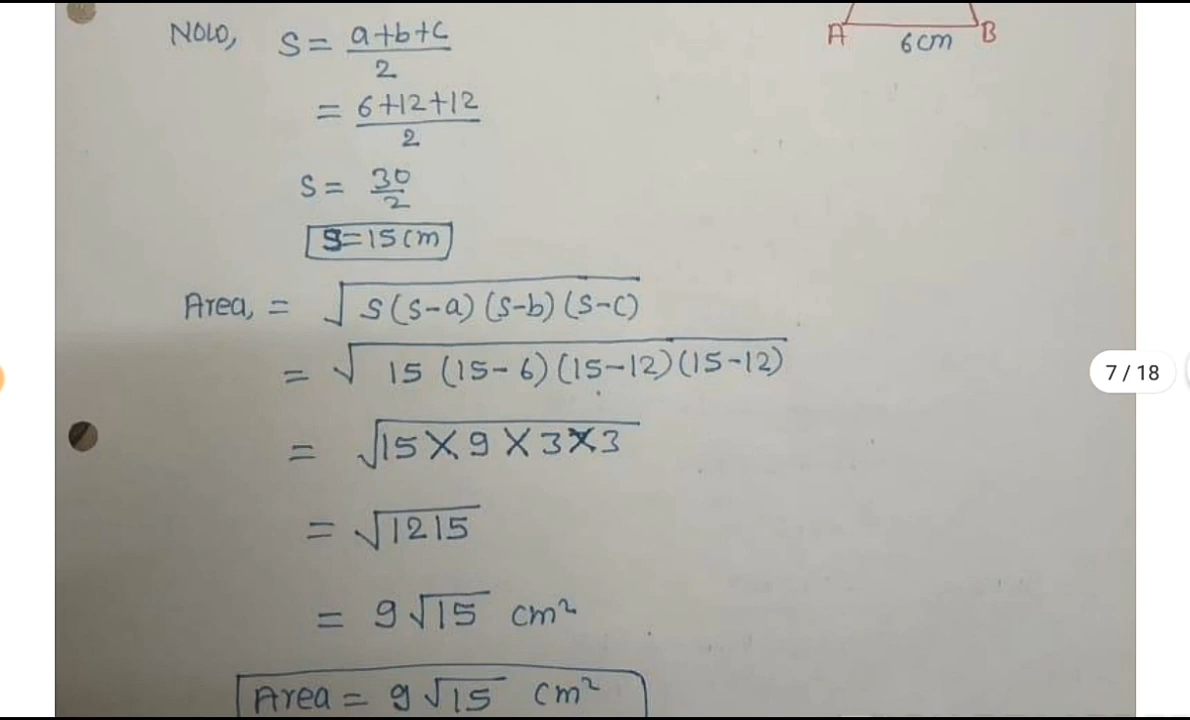 A 6cm B
Now, S = a+b+c/2
= 6+12+12/2
S = 30/2
S=15cm
Area, = √s(s-a)(s-b)(s-c)
= √15 (15-6)(15-12)(15-12)
7 / 18
= √15×9×3×3
= √1215
= 9√15 cm²
Area = 9√15 cm²